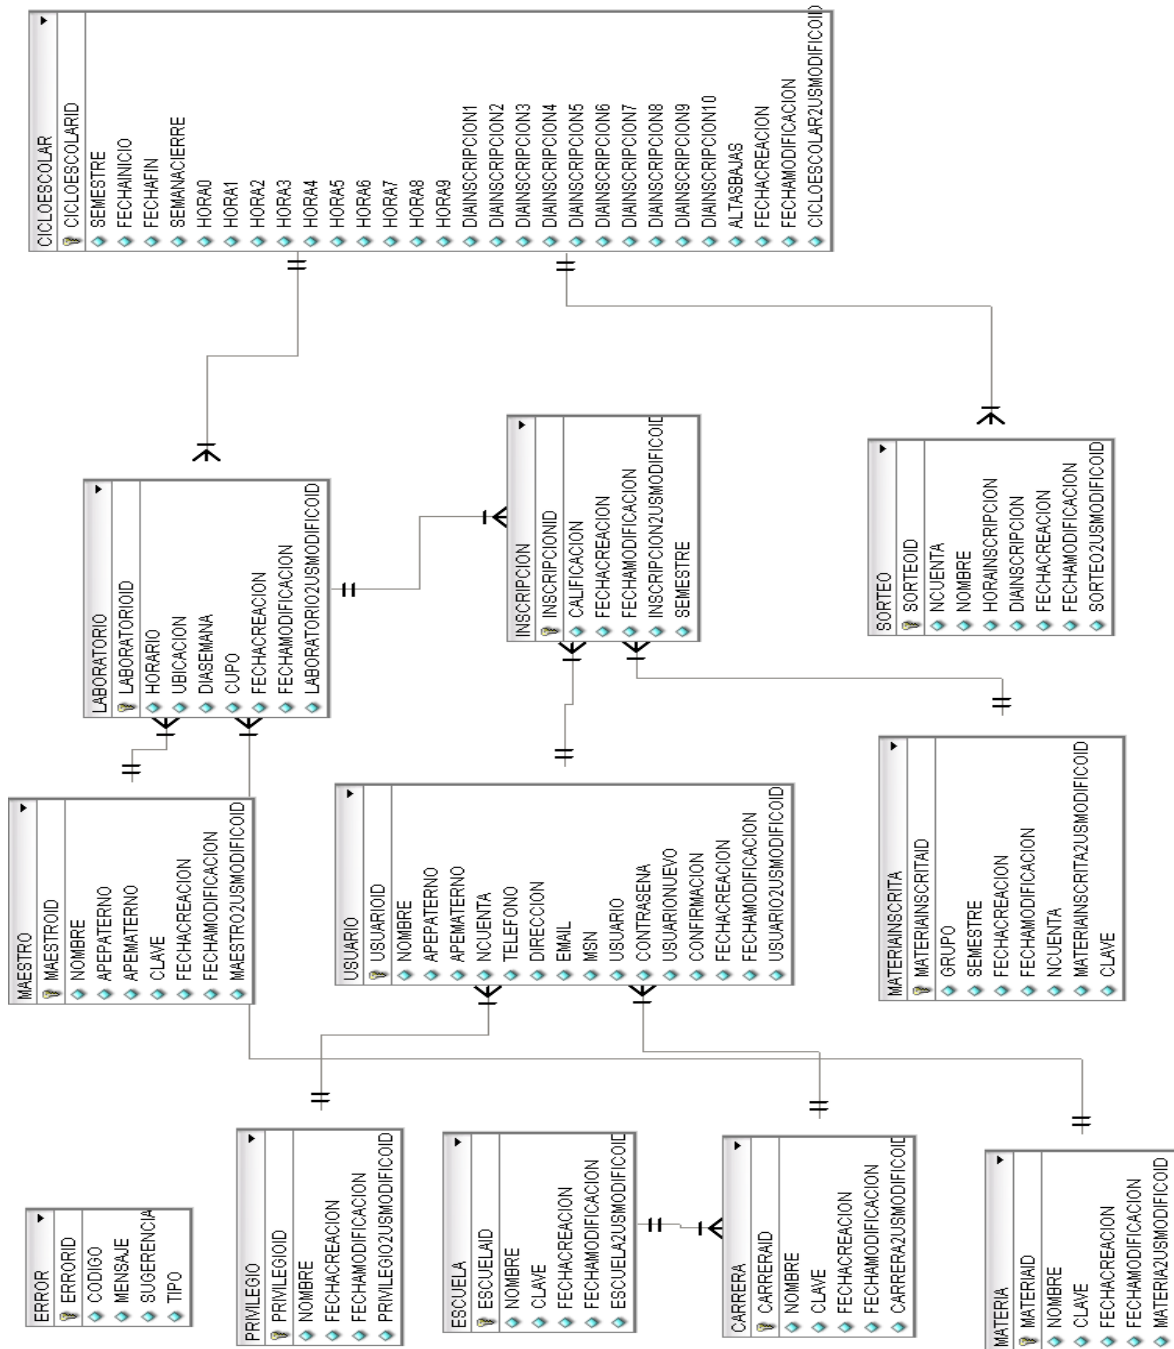 CICLOESCOLAR
CICLOESCOLARID
SEMESTRE
FECHAINICIO
FECHAFIN
SEMANACIERRE
HORA0
HORA1
HORA2
HORA3
HORA4
HORA5
HORA6
HORA7
HORA8
HORA9
DIAINSCRIPCION1
DIAINSCRIPCION2
DIAINSCRIPCION3
DIAINSCRIPCION4
DIAINSCRIPCION5
DIAINSCRIPCION6
DIAINSCRIPCION7
DIAINSCRIPCION8
DIAINSCRIPCION9
DIAINSCRIPCION10
ALTASBAJAS
FECHACREACION
FECHAMODIFICACION
CICLOESCOLAR2USMODIFICOID
LABORATORIO
LABORATORIOID
HORARIO
UBICACION
DIASEMANA
CUPO
FECHACREACION
FECHAMODIFICACION
LABORATORIO2USMODIFICOID
INSCRIPCION
INSCRIPCIONID
CALIFICACION
FECHACREACION
FECHAMODIFICACION
INSCRIPCION2USMODIFICOID
SEMESTRE
SORTEO
SORTEOID
NCUENTA
NOMBRE
HORAINSCRIPCION
DIAINSCRIPCION
FECHACREACION
FECHAMODIFICACION
SORTEO2USMODIFICOID
MAESTRO
MAESTROID
NOMBRE
APEPATERNO
APEMATERNO
CLAVE
FECHACREACION
FECHAMODIFICACION
MAESTRO2USMODIFICOID
USUARIO
USUARIOID
NOMBRE
APEPATERNO
APEMATERNO
NCUENTA
TELEFONO
DIRECCION
EMAIL
MSN
USUARIO
CONTRASENA
USUARIONUEVO
CONFIRMACION
FECHACREACION
FECHAMODIFICACION
USUARIO2USMODIFICOID
MATERIAINSCRITA
MATERIAINSCRITAID
GRUPO
SEMESTRE
FECHACREACION
FECHAMODIFICACION
NCUENTA
MATERIAINSCRITA2USMODIFICOID
CLAVE
ERROR
ERRORID
CODIGO
MENSAJE
SUGERENCIA
TIPO
PRIVILEGIO
PRIVILEGIOID
NOMBRE
FECHACREACION
FECHAMODIFICACION
PRIVILEGIO2USMODIFICOID
ESCUELA
ESCUELAID
NOMBRE
CLAVE
FECHACREACION
FECHAMODIFICACION
ESCUELA2USMODIFICOID
CARRERA
CARRERAID
NOMBRE
CLAVE
FECHACREACION
FECHAMODIFICACION
CARRERA2USMODIFICOID
MATERIA
MATERIAID
NOMBRE
CLAVE
FECHACREACION
FECHAMODIFICACION
MATERIA2USMODIFICOID